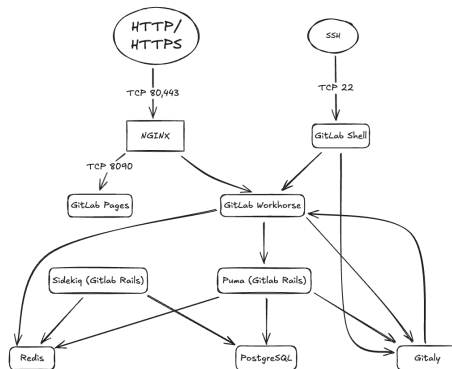 HTTP/
HTTPS
SSH
TCP 80,443
TCP 22
NGINX
GitLab Shell
TCP 8090
GitLab Pages
GitLab Workhorse
Sidekiq (Gitlab Rails)
Puma (Gitlab Rails)
Redis
PostgreSQL
Gitaly